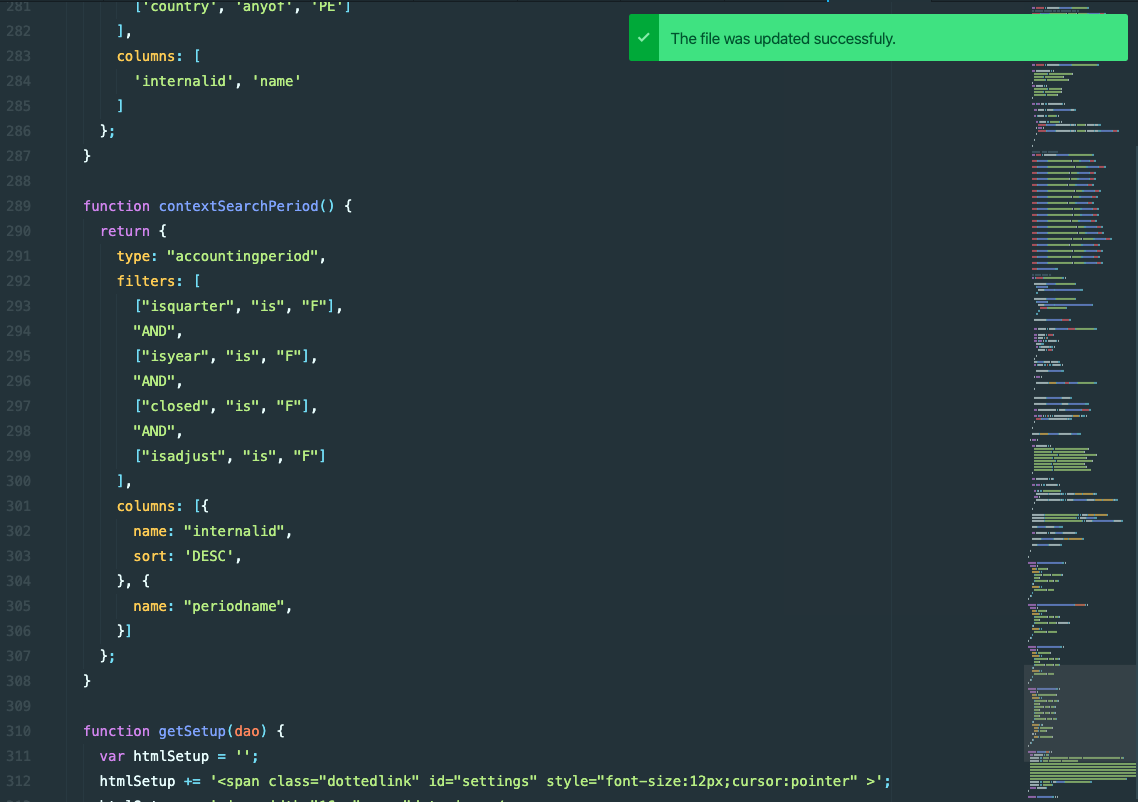 281 ['country', 'anyof', 'PE']
The file was updated successfuly.
282 ],
283 columns: [
284 'internalid', 'name'
285 ]
286 };
287 }
288
289 function contextSearchPeriod() {
290 return {
291 type: "accountingperiod",
292 filters: [
293 ["isquarter", "is", "F"],
294 "AND",
295 ["isyear", "is", "F"],
296 "AND",
297 ["closed", "is", "F"],
298 "AND",
299 ["isadjust", "is", "F"]
300 ],
301 columns: [{
302 name: "internalid",
303 sort: 'DESC',
304 }, {
305 name: "periodname",
306 }]
307 };
308 }
309
310 function getSetup(dao) {
311 var htmlSetup = '';
312 htmlSetup += '<span class="dottedlink" id="settings" style="font-size:12px;cursor:pointer" >';